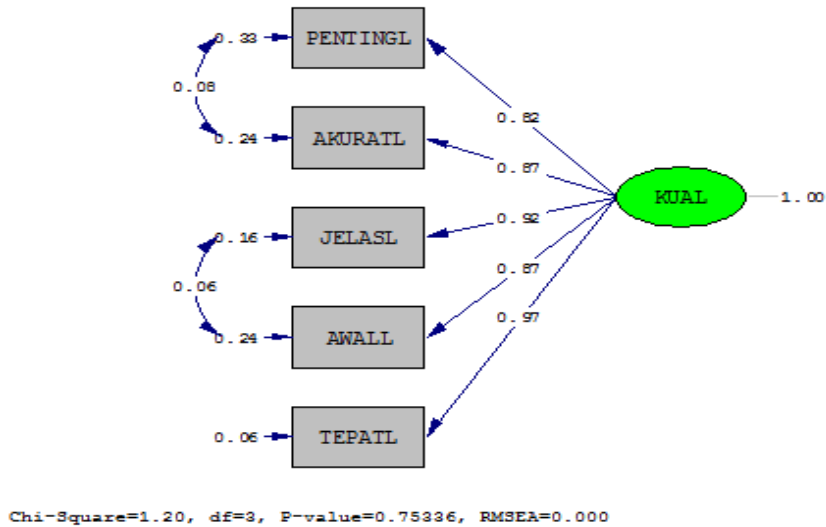 0.33 PENTINGL
0.08
0.82
0.24 AKURATL
0.87
KUAL 1.00
0.16 JELASL
0.92
0.06
0.87
0.24 AWALL
0.97
0.06 TEPATL
Chi-Square=1.20, df=3, P-value=0.75336, RMSEA=0.000